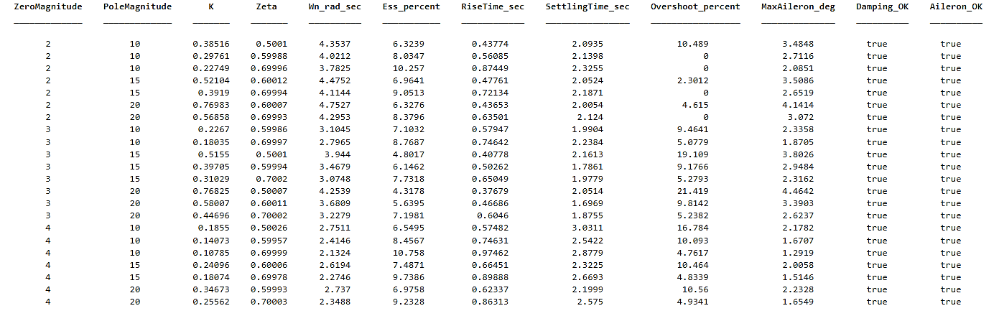 ZeroMagnitude PoleMagnitude K Zeta Wn_rad_sec Ess_percent RiseTime_sec SettlingTime_sec Overshoot_percent MaxAileron_deg Damping_OK Aileron_OK
2 10 0.38516 0.5001 4.3537 6.3239 0.43774 2.0935 10.489 3.4848 true true
2 10 0.29761 0.59988 4.0212 8.0347 0.56085 2.1398 0 2.7116 true true
2 10 0.22749 0.69996 3.7825 10.257 0.87449 2.3255 0 2.0851 true true
2 15 0.52104 0.60012 4.4752 6.9641 0.47761 2.0524 2.3012 3.5086 true true
2 15 0.3919 0.69994 4.1144 9.0513 0.72134 2.1871 0 2.6519 true true
2 20 0.76983 0.60007 4.7527 6.3276 0.43653 2.0054 4.615 4.1414 true true
2 20 0.56858 0.69993 4.2953 8.3796 0.63501 2.124 0 3.072 true true
3 10 0.2267 0.59986 3.1045 7.1032 0.57947 1.9904 9.4641 2.3358 true true
3 10 0.18035 0.69997 2.7965 8.7687 0.74642 2.2384 5.0779 1.8705 true true
3 15 0.5155 0.5001 3.944 4.8017 0.40778 2.1613 19.109 3.8026 true true
3 15 0.39705 0.59994 3.4679 6.1462 0.50262 1.7861 9.1766 2.9484 true true
3 15 0.31029 0.7002 3.0748 7.7318 0.65049 1.9779 5.2793 2.3162 true true
3 20 0.76825 0.50007 4.2539 4.3178 0.37679 2.0514 21.419 4.4642 true true
3 20 0.58007 0.60011 3.6809 5.6395 0.46686 1.6969 9.8142 3.3903 true true
3 20 0.44696 0.70002 3.2279 7.1981 0.6046 1.8755 5.2382 2.6237 true true
4 10 0.1855 0.50026 2.7511 6.5495 0.57482 3.0311 16.784 2.1782 true true
4 10 0.14073 0.59957 2.4146 8.4567 0.74631 2.5422 10.093 1.6707 true true
4 10 0.10785 0.69999 2.1324 10.758 0.97462 2.8779 4.7617 1.2919 true true
4 15 0.24096 0.60006 2.6194 7.4871 0.66451 2.3225 10.464 2.0058 true true
4 15 0.18074 0.69978 2.2746 9.7386 0.89888 2.6693 4.8339 1.5146 true true
4 20 0.34673 0.59993 2.737 6.9758 0.62337 2.1999 10.56 2.2328 true true
4 20 0.25562 0.70003 2.3488 9.2328 0.86313 2.575 4.9341 1.6549 true true